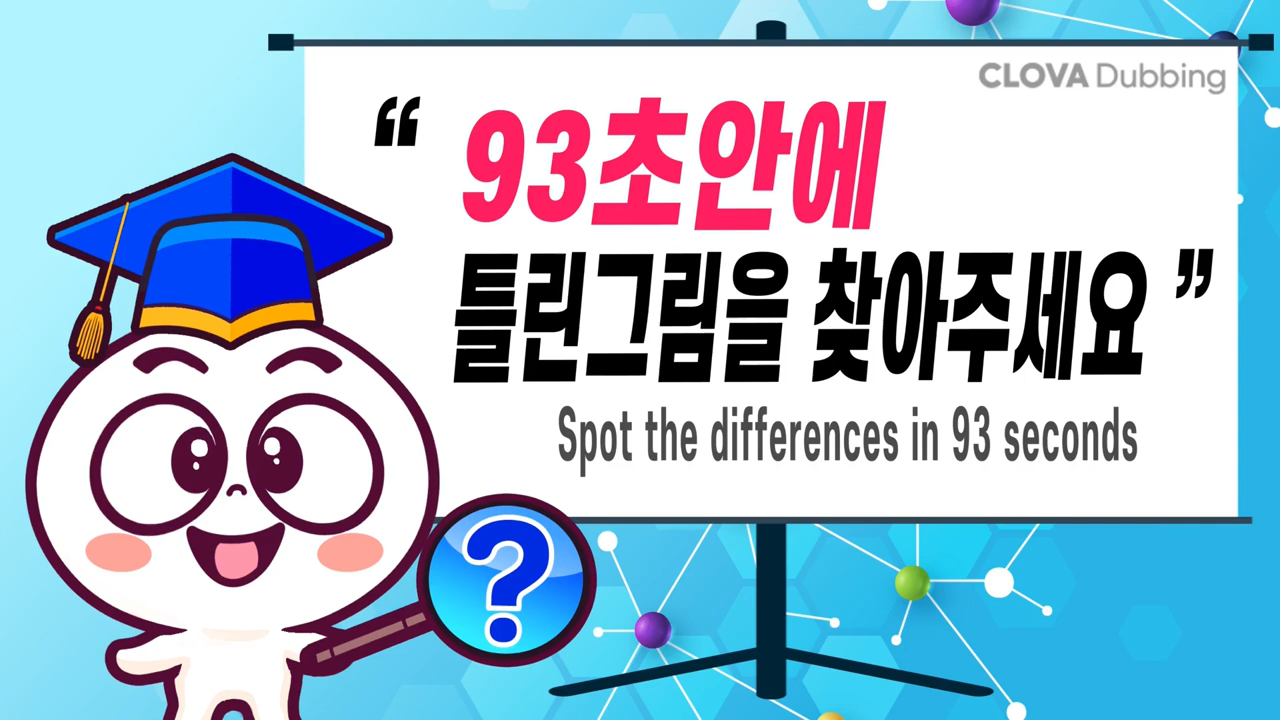 CLOVA Dubbing
“ 93초안에
틀린그림을 찾아주세요 ”
Spot the differences in 93 seconds
?